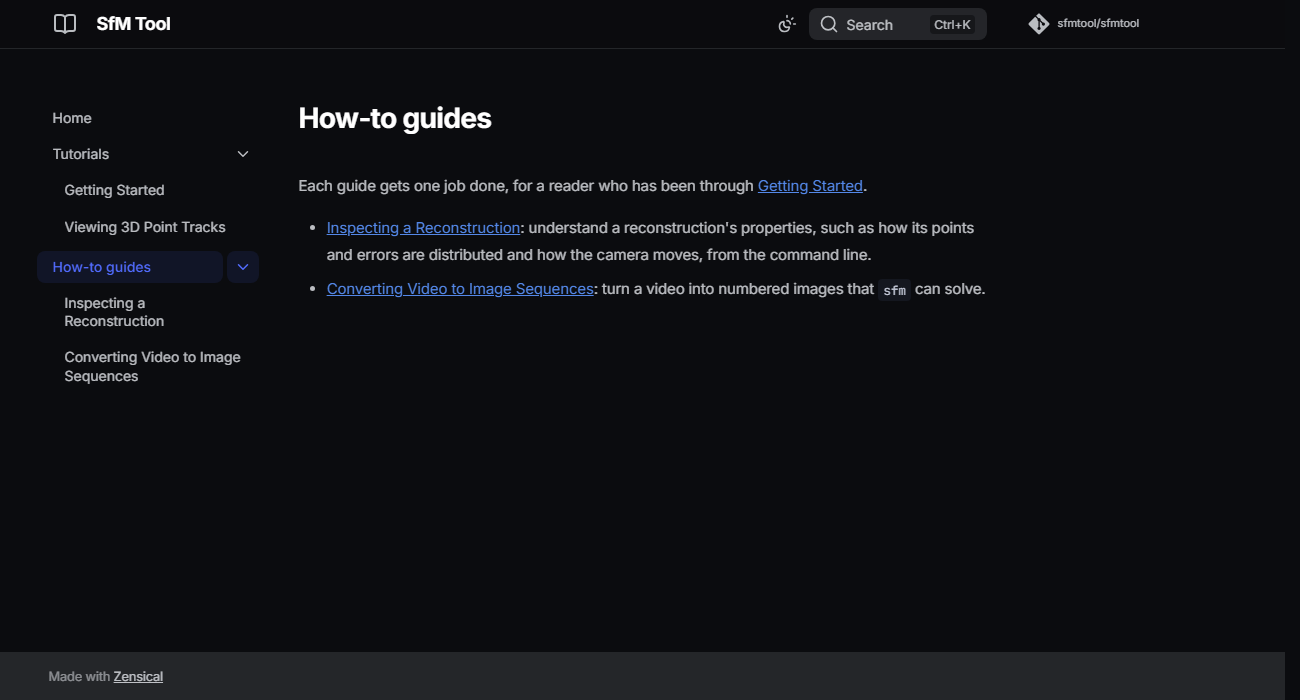 SfM Tool
Search
Ctrl+K
sfmtool/sfmtool
Home
Tutorials
Getting Started
Viewing 3D Point Tracks
How-to guides
Inspecting a
Reconstruction
Converting Video to Image
Sequences
How-to guides
Each guide gets one job done, for a reader who has been through Getting Started.
• Inspecting a Reconstruction: understand a reconstruction's properties, such as how its points
and errors are distributed and how the camera moves, from the command line.
• Converting Video to Image Sequences: turn a video into numbered images that sfm can solve.
Made with Zensical